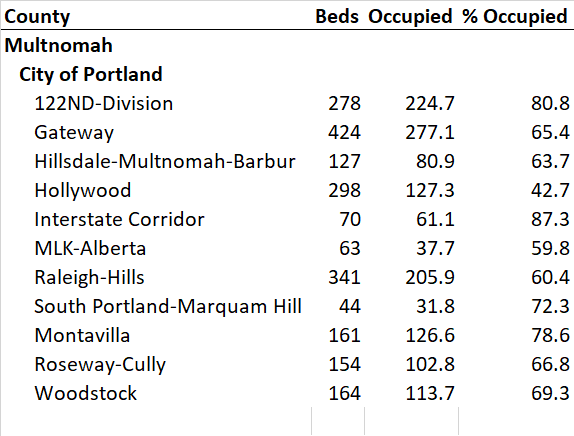 County Beds Occupied % Occupied
Multnomah
City of Portland
122ND-Division 278 224.7 80.8
Gateway 424 277.1 65.4
Hillsdale-Multnomah-Barbur 127 80.9 63.7
Hollywood 298 127.3 42.7
Interstate Corridor 70 61.1 87.3
MLK-Alberta 63 37.7 59.8
Raleigh-Hills 341 205.9 60.4
South Portland-Marquam Hill 44 31.8 72.3
Montavilla 161 126.6 78.6
Roseway-Cully 154 102.8 66.8
Woodstock 164 113.7 69.3